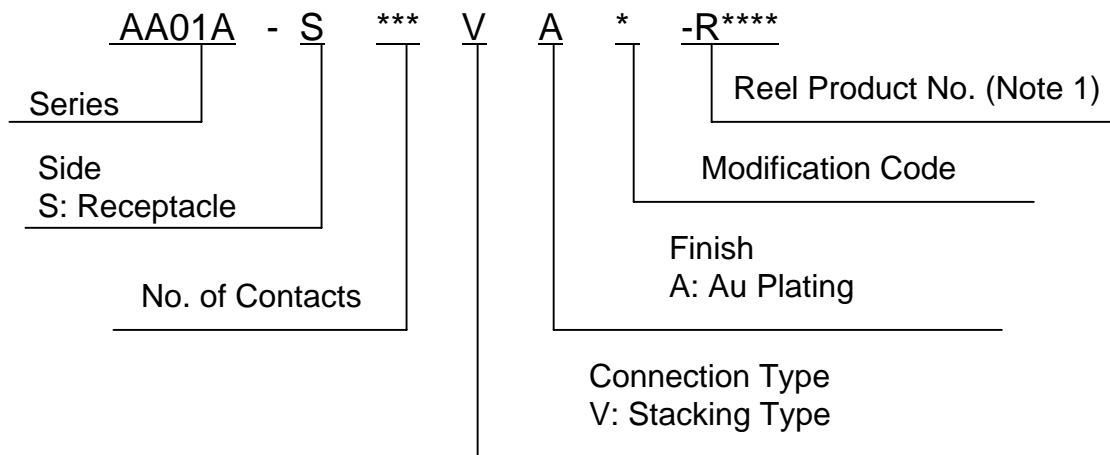 AA01A - S *** V A * -R****
Series
Reel Product No. (Note 1)
Side
S: Receptacle
Modification Code
No. of Contacts
Finish
A: Au Plating
Connection Type
V: Stacking Type